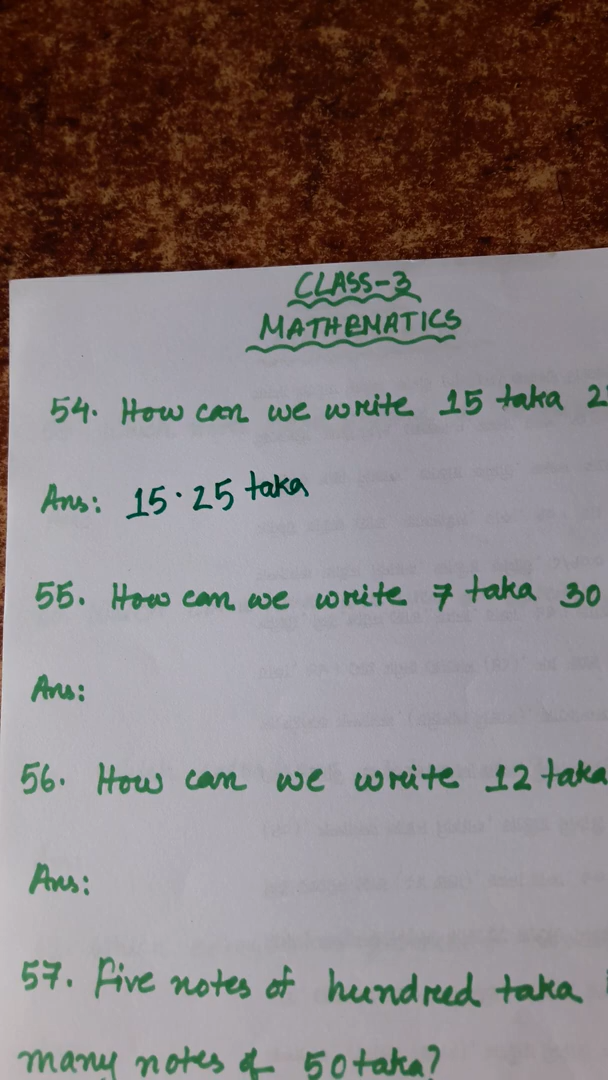 CLASS-3
MATHEMATICS
54. How can we write 15 taka
Ans: 15.25 taka
55. How can we write 7 taka 30
Ans:
56. How can we write 12 taka
Ans:
57. Five notes of hundred taka
many notes of 50 taka?